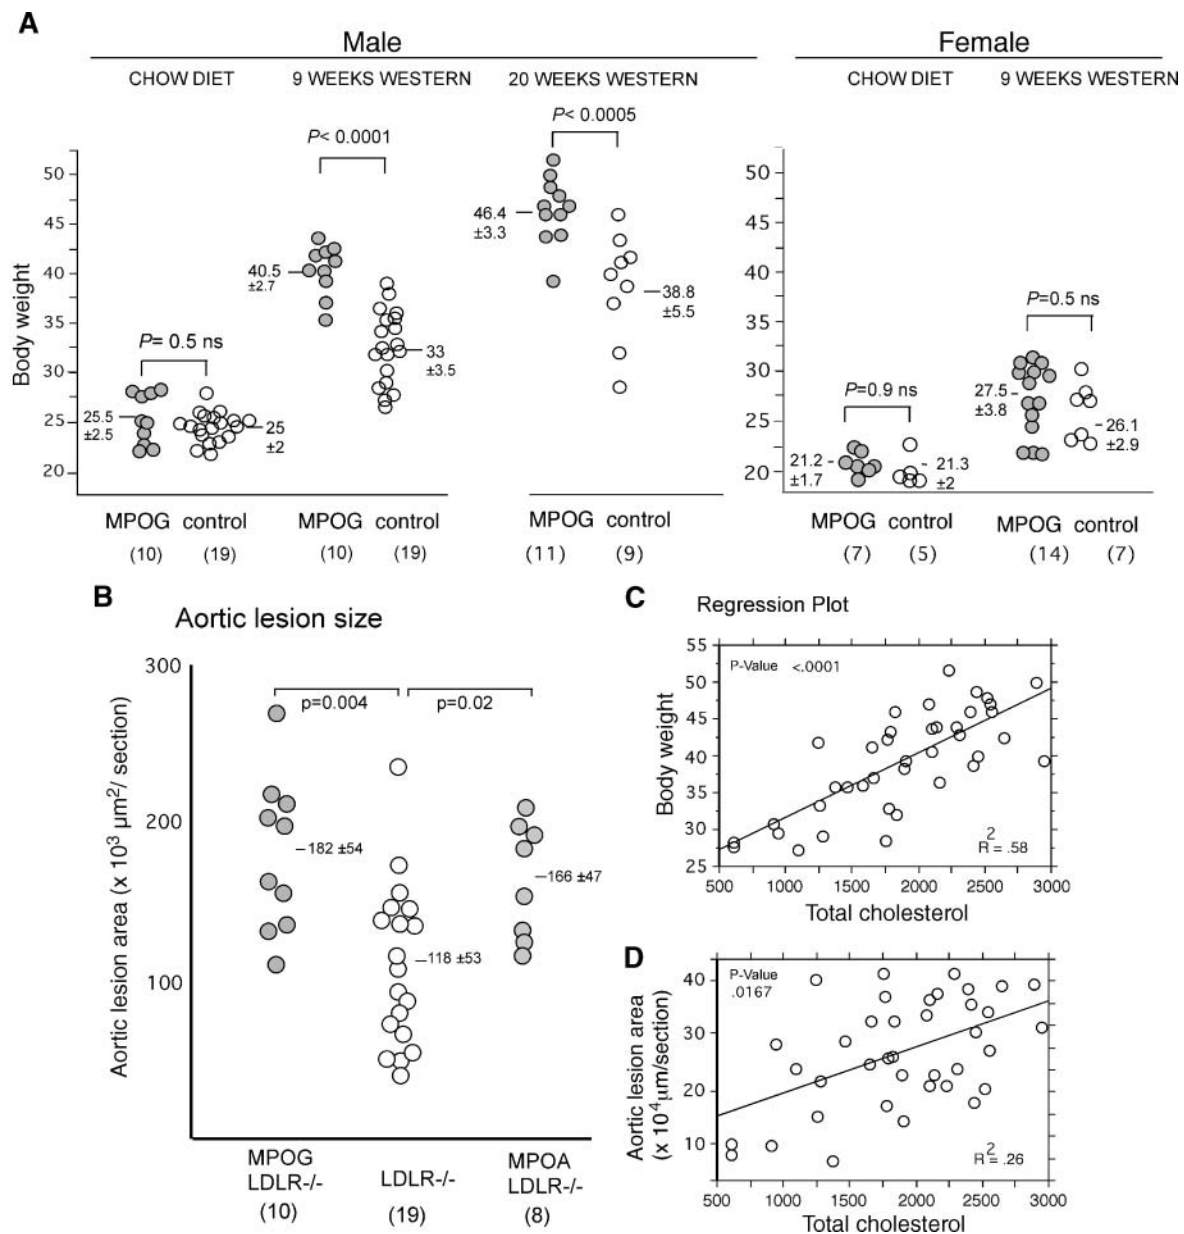 A
Male
Female
CHOW DIET
9 WEEKS WESTERN
20 WEEKS WESTERN
CHOW DIET
9 WEEKS WESTERN
Body weight
50
45
40
35
30
25
20
P= 0.5 ns
25.5
±2.5
25
±2
P< 0.0001
40.5
±2.7
33
±3.5
P< 0.0005
46.4
±3.3
38.8
±5.5
50
45
40
35
30
25
20
P=0.9 ns
21.2
±1.7
21.3
±2
P=0.5 ns
27.5
±3.8
26.1
±2.9
MPOG control
(10) (19)
MPOG control
(10) (19)
MPOG control
(11) (9)
MPOG control
(7) (5)
MPOG control
(14) (7)
B
Aortic lesion size
Aortic lesion area (x 10³ µm²/ section)
300
200
100
p=0.004
p=0.02
182 ±54
118 ±53
166 ±47
MPOG
LDLR-/-
(10)
LDLR-/-
(19)
MPOA
LDLR-/-
(8)
C
Regression Plot
Body weight
55
50
45
40
35
30
25
P-Value <.0001
R² = .58
500 1000 1500 2000 2500 3000
Total cholesterol
D
Aortic lesion area
(x 10⁴µm/section)
40
30
20
10
P-Value
.0167
R² = .26
500 1000 1500 2000 2500 3000
Total cholesterol